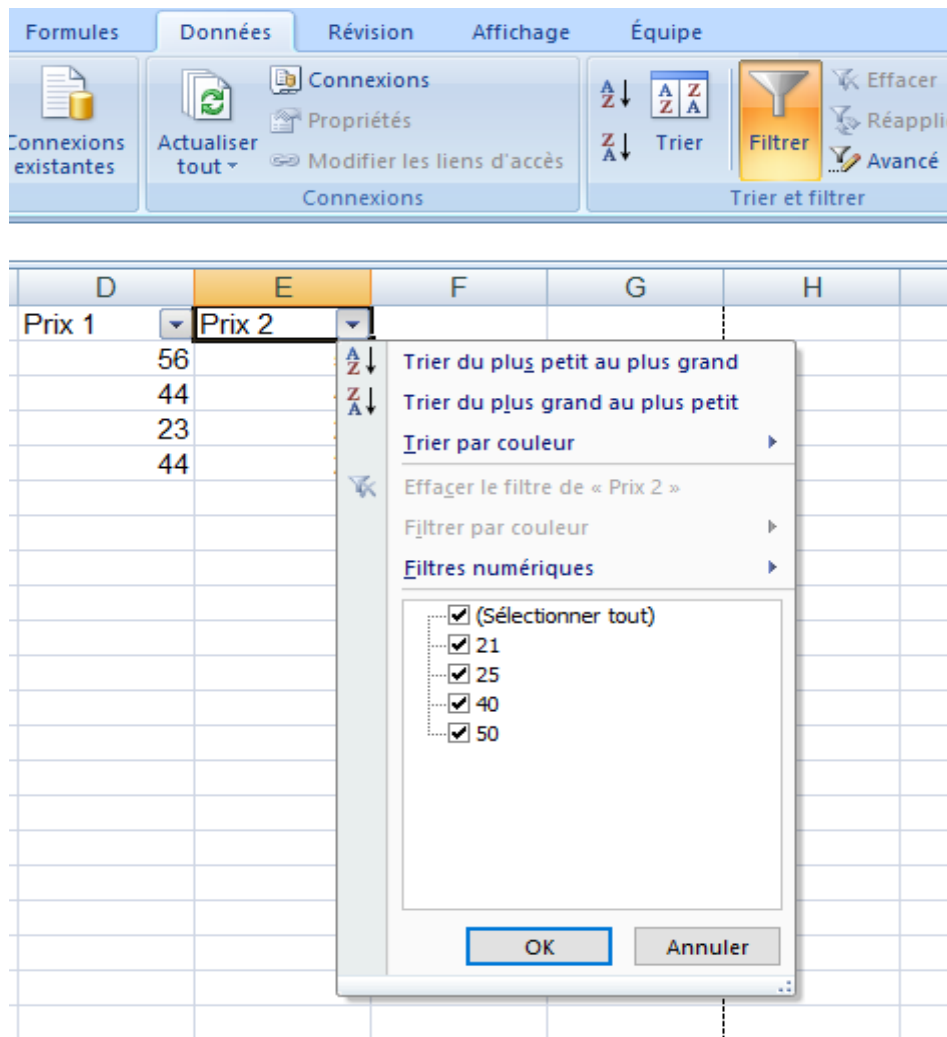 Formules Données Révision Affichage Équipe
Connexions existantes
Actualiser tout
Connexions
Propriétés
Modifier les liens d'accès
Connexions
A Z
Z A
A Z Z A
Trier
Filtrer
Effacer
Avancé
Trier et filtrer
D E F G H
Prix 1 Prix 2
56
44
23
44
A Z Trier du plus petit au plus grand
Z A Trier du plus grand au plus petit
Trier par couleur
Effacer le filtre de « Prix 2 »
Filtrer par couleur
Filtres numériques
(Sélectionner tout)
21
25
40
50
OK Annuler